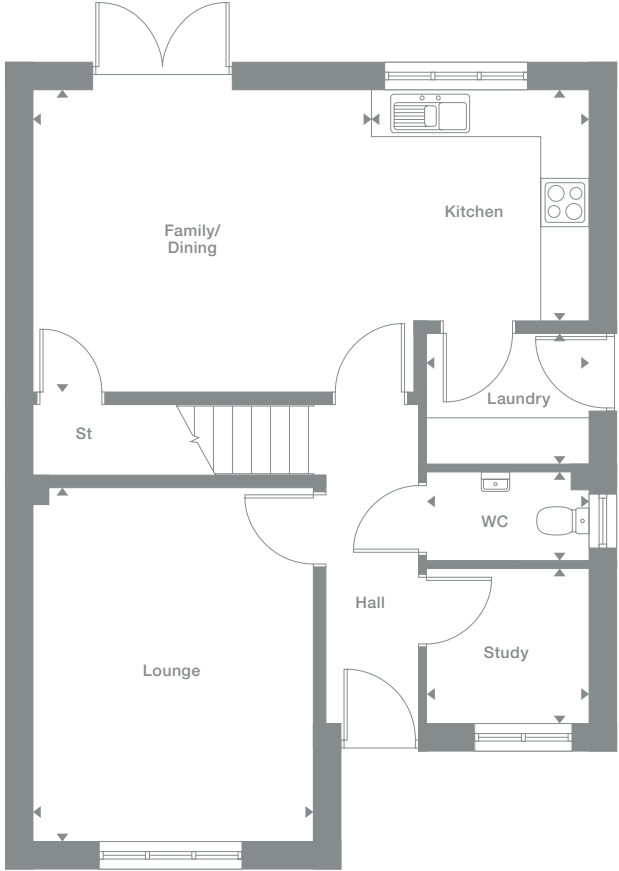 Kitchen
Family/
Dining
Laundry
St
WC
Hall
Study
Lounge